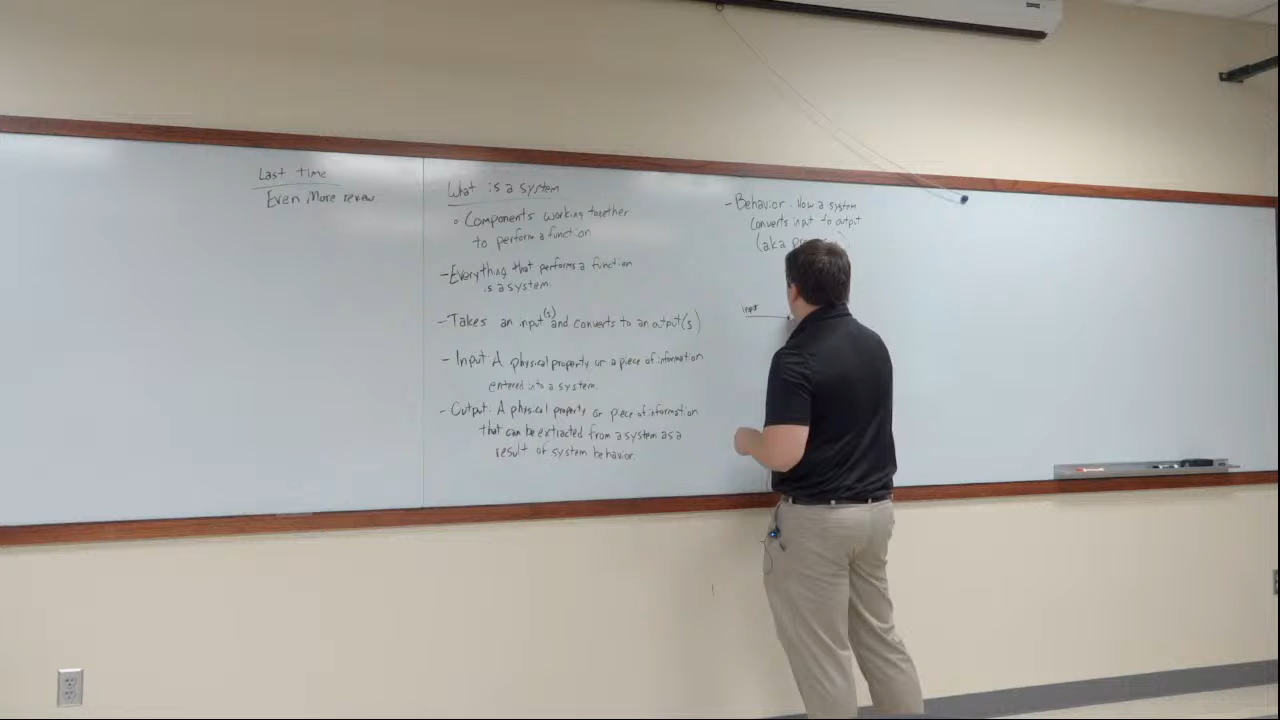 Last time
Even More review
What is a system
◦ Components working together
to perform a function
- Everything that performs a function
is a system.
- Takes an input(s) and converts to an output(s)
- Input: A physical property or a piece of information
entered into a system.
- Output: A physical property or piece of information
that can be extracted from a system as a
result of system behavior.
- Behavior: How a system
converts input to output
(aka
input